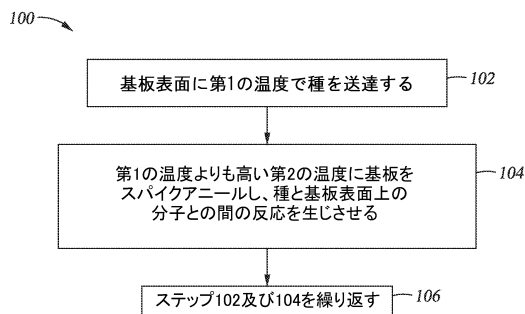 100
基板表面に第1の温度で種を送達する
102
第1の温度よりも高い第2の温度に基板を
スパイクアニールし、種と基板表面上の
分子との間の反応を生じさせる
104
ステップ102及び104を繰り返す
106